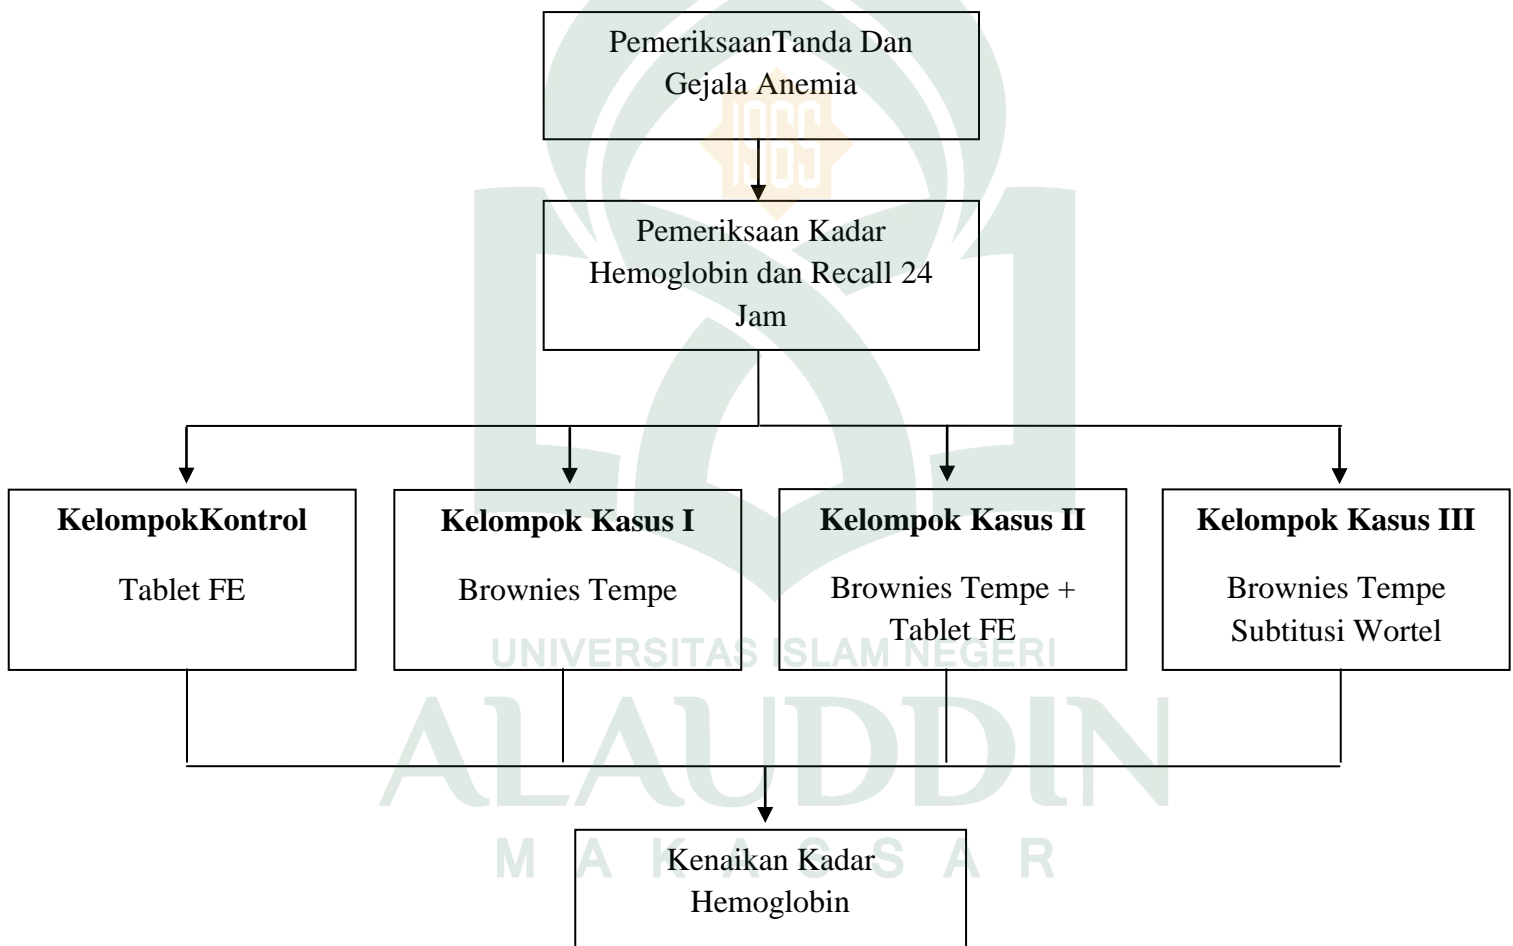 PemeriksaanTanda Dan
Gejala Anemia
1965
Pemeriksaan Kadar
Hemoglobin dan Recall 24
Jam
KelompokKontrol
Tablet FE
Kelompok Kasus I
Brownies Tempe
Kelompok Kasus II
Brownies Tempe +
Tablet FE
Kelompok Kasus III
Brownies Tempe
Subtitusi Wortel
UNIVERSITAS ISLAM NEGERI
ALAUDDIN
MAKASSAR
Kenaikan Kadar
Hemoglobin